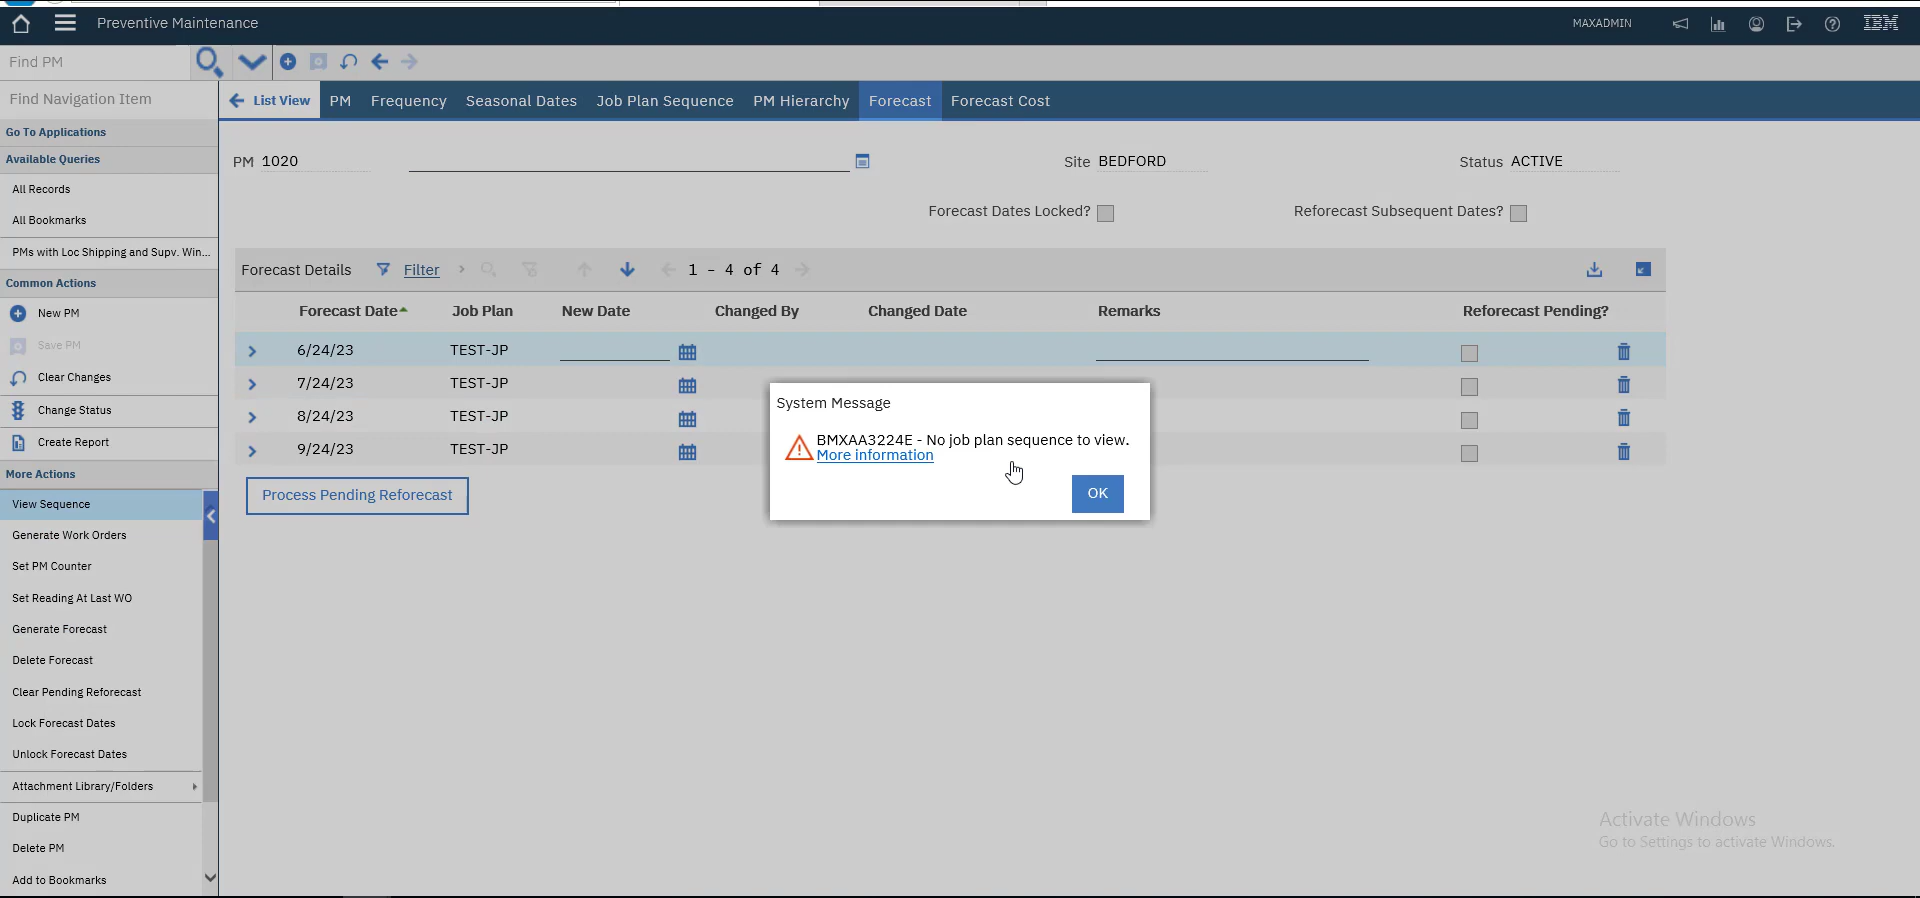 Preventive Maintenance
MAXADMIN
IBM
Find PM
Find Navigation Item
List View PM Frequency Seasonal Dates Job Plan Sequence PM Hierarchy Forecast Forecast Cost
Go To Applications
Available Queries
All Records
All Bookmarks
PMs with Loc Shipping and Supv. Win...
Common Actions
New PM
Save PM
Clear Changes
Change Status
Create Report
More Actions
View Sequence
Generate Work Orders
Set PM Counter
Set Reading At Last WO
Generate Forecast
Delete Forecast
Clear Pending Reforecast
Lock Forecast Dates
Unlock Forecast Dates
Attachment Library/Folders
Duplicate PM
Delete PM
Add to Bookmarks
PM 1020 Site BEDFORD Status ACTIVE
Forecast Dates Locked? Reforecast Subsequent Dates?
Forecast Details Filter 1 - 4 of 4
Forecast Date Job Plan New Date Changed By Changed Date Remarks Reforecast Pending?
6/24/23 TEST-JP
7/24/23 TEST-JP
8/24/23 TEST-JP
9/24/23 TEST-JP
Process Pending Reforecast
System Message
BMXAA3224E - No job plan sequence to view.
More information
OK
Activate Windows
Go to Settings to activate Windows.